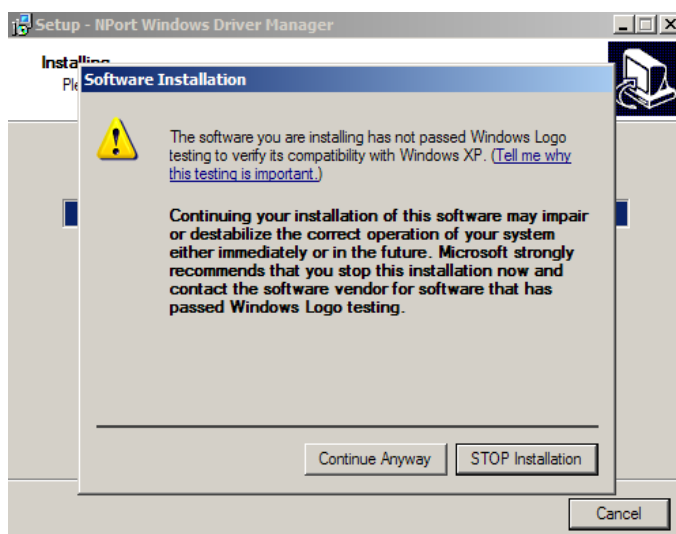 Setup - NPort Windows Driver Manager
Installing
Software Installation
The software you are installing has not passed Windows Logo
testing to verify its compatibility with Windows XP. (Tell me why
this testing is important.)
Continuing your installation of this software may impair
or destabilize the correct operation of your system
either immediately or in the future. Microsoft strongly
recommends that you stop this installation now and
contact the software vendor for software that has
passed Windows Logo testing.
Continue Anyway STOP Installation
Cancel